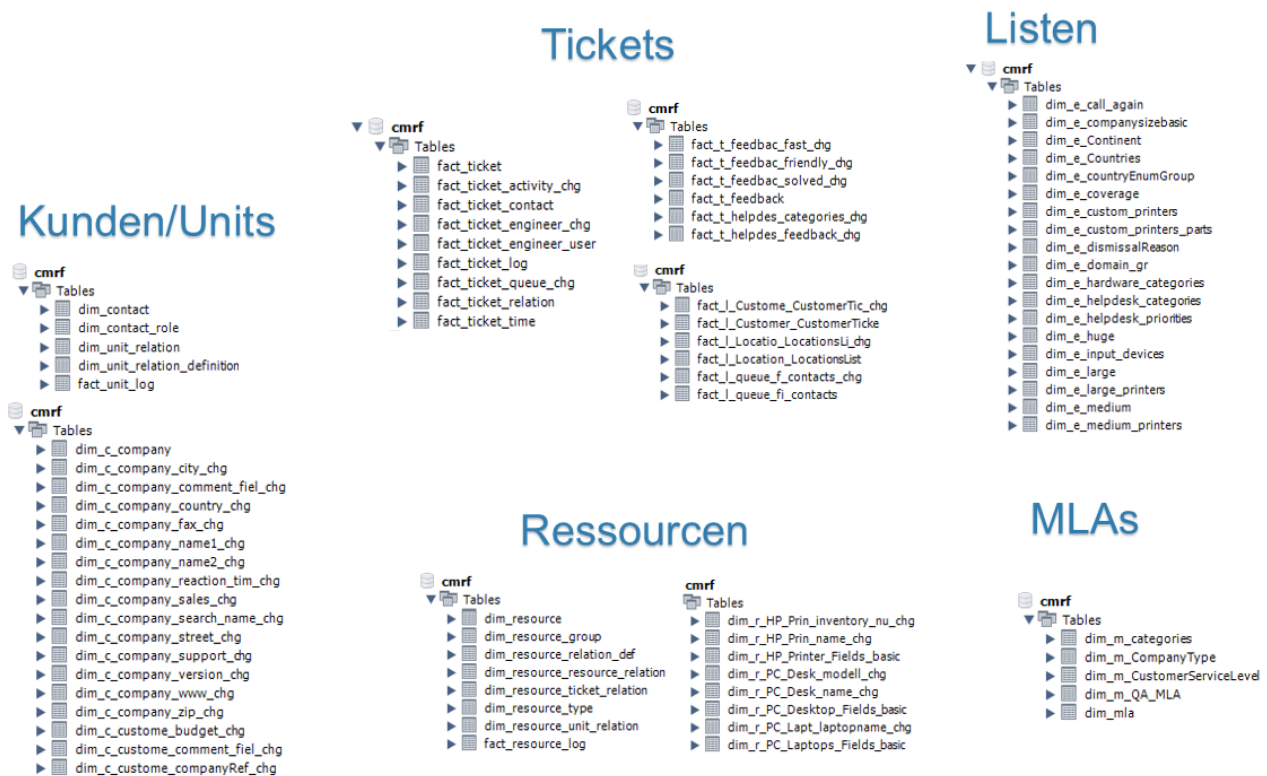 Kunden/Units
cmrf
Tables
dim_contact
dim_contact_role
dim_unit_relation
dim_unit_relation_definition
fact_unit_log
cmrf
Tables
dim_c_company
dim_c_company_city_chg
dim_c_company_comment_fiel_chg
dim_c_company_country_chg
dim_c_company_fax_chg
dim_c_company_name1_chg
dim_c_company_name2_chg
dim_c_company_reaction_tim_chg
dim_c_company_sales_chg
dim_c_company_search_name_chg
dim_c_company_street_chg
dim_c_company_support_chg
dim_c_company_version_chg
dim_c_company_www_chg
dim_c_company_zip_chg
dim_c_custome_budget_chg
dim_c_custome_comment_fiel_chg
dim_c_custome_companyRef_chg
Tickets
cmrf
Tables
fact_ticket
fact_ticket_activity_chg
fact_ticket_contact
fact_ticket_engineer_chg
fact_ticket_engineer_user
fact_ticket_log
fact_ticket_queue_chg
fact_ticket_relation
fact_ticket_time
cmrf
Tables
fact_t_feedbac_fast_chg
fact_t_feedbac_friendly_chg
fact_t_feedbac_solved_chg
fact_t_feedback
fact_t_helpdes_categories_chg
fact_t_helpdes_feedback_chg
cmrf
Tables
fact_l_Custome_CustomerTic_chg
fact_l_Customer_CustomerTicke
fact_l_Locatio_LocationsLi_chg
fact_l_Location_LocationsList
fact_l_queue_f_contacts_chg
fact_l_queue_fi_contacts
Listen
cmrf
Tables
dim_e_call_again
dim_e_companysizebasic
dim_e_Continent
dim_e_Countries
dim_e_countryEnumGroup
dim_e_coverage
dim_e_custom_printers
dim_e_custom_printers_parts
dim_e_dismissalReason
dim_e_domain_gr
dim_e_hardware_categories
dim_e_helpdesk_categories
dim_e_helpdesk_priorities
dim_e_huge
dim_e_input_devices
dim_e_large
dim_e_large_printers
dim_e_medium
dim_e_medium_printers
Ressourcen
cmrf
Tables
dim_resource
dim_resource_group
dim_resource_relation_def
dim_resource_resource_relation
dim_resource_ticket_relation
dim_resource_type
dim_resource_unit_relation
fact_resource_log
cmrf
Tables
dim_r_HP_Prin_inventory_nu_chg
dim_r_HP_Prin_name_chg
dim_r_HP_Printer_Fields_basic
dim_r_PC_Desk_modell_chg
dim_r_PC_Desk_name_chg
dim_r_PC_Desktop_Fields_basic
dim_r_PC_Lapt_laptopname_chg
dim_r_PC_Laptops_Fields_basic
MLAs
cmrf
Tables
dim_m_categories
dim_m_CompanyType
dim_m_CustomerServiceLevel
dim_m_QA_MLA
dim_mla